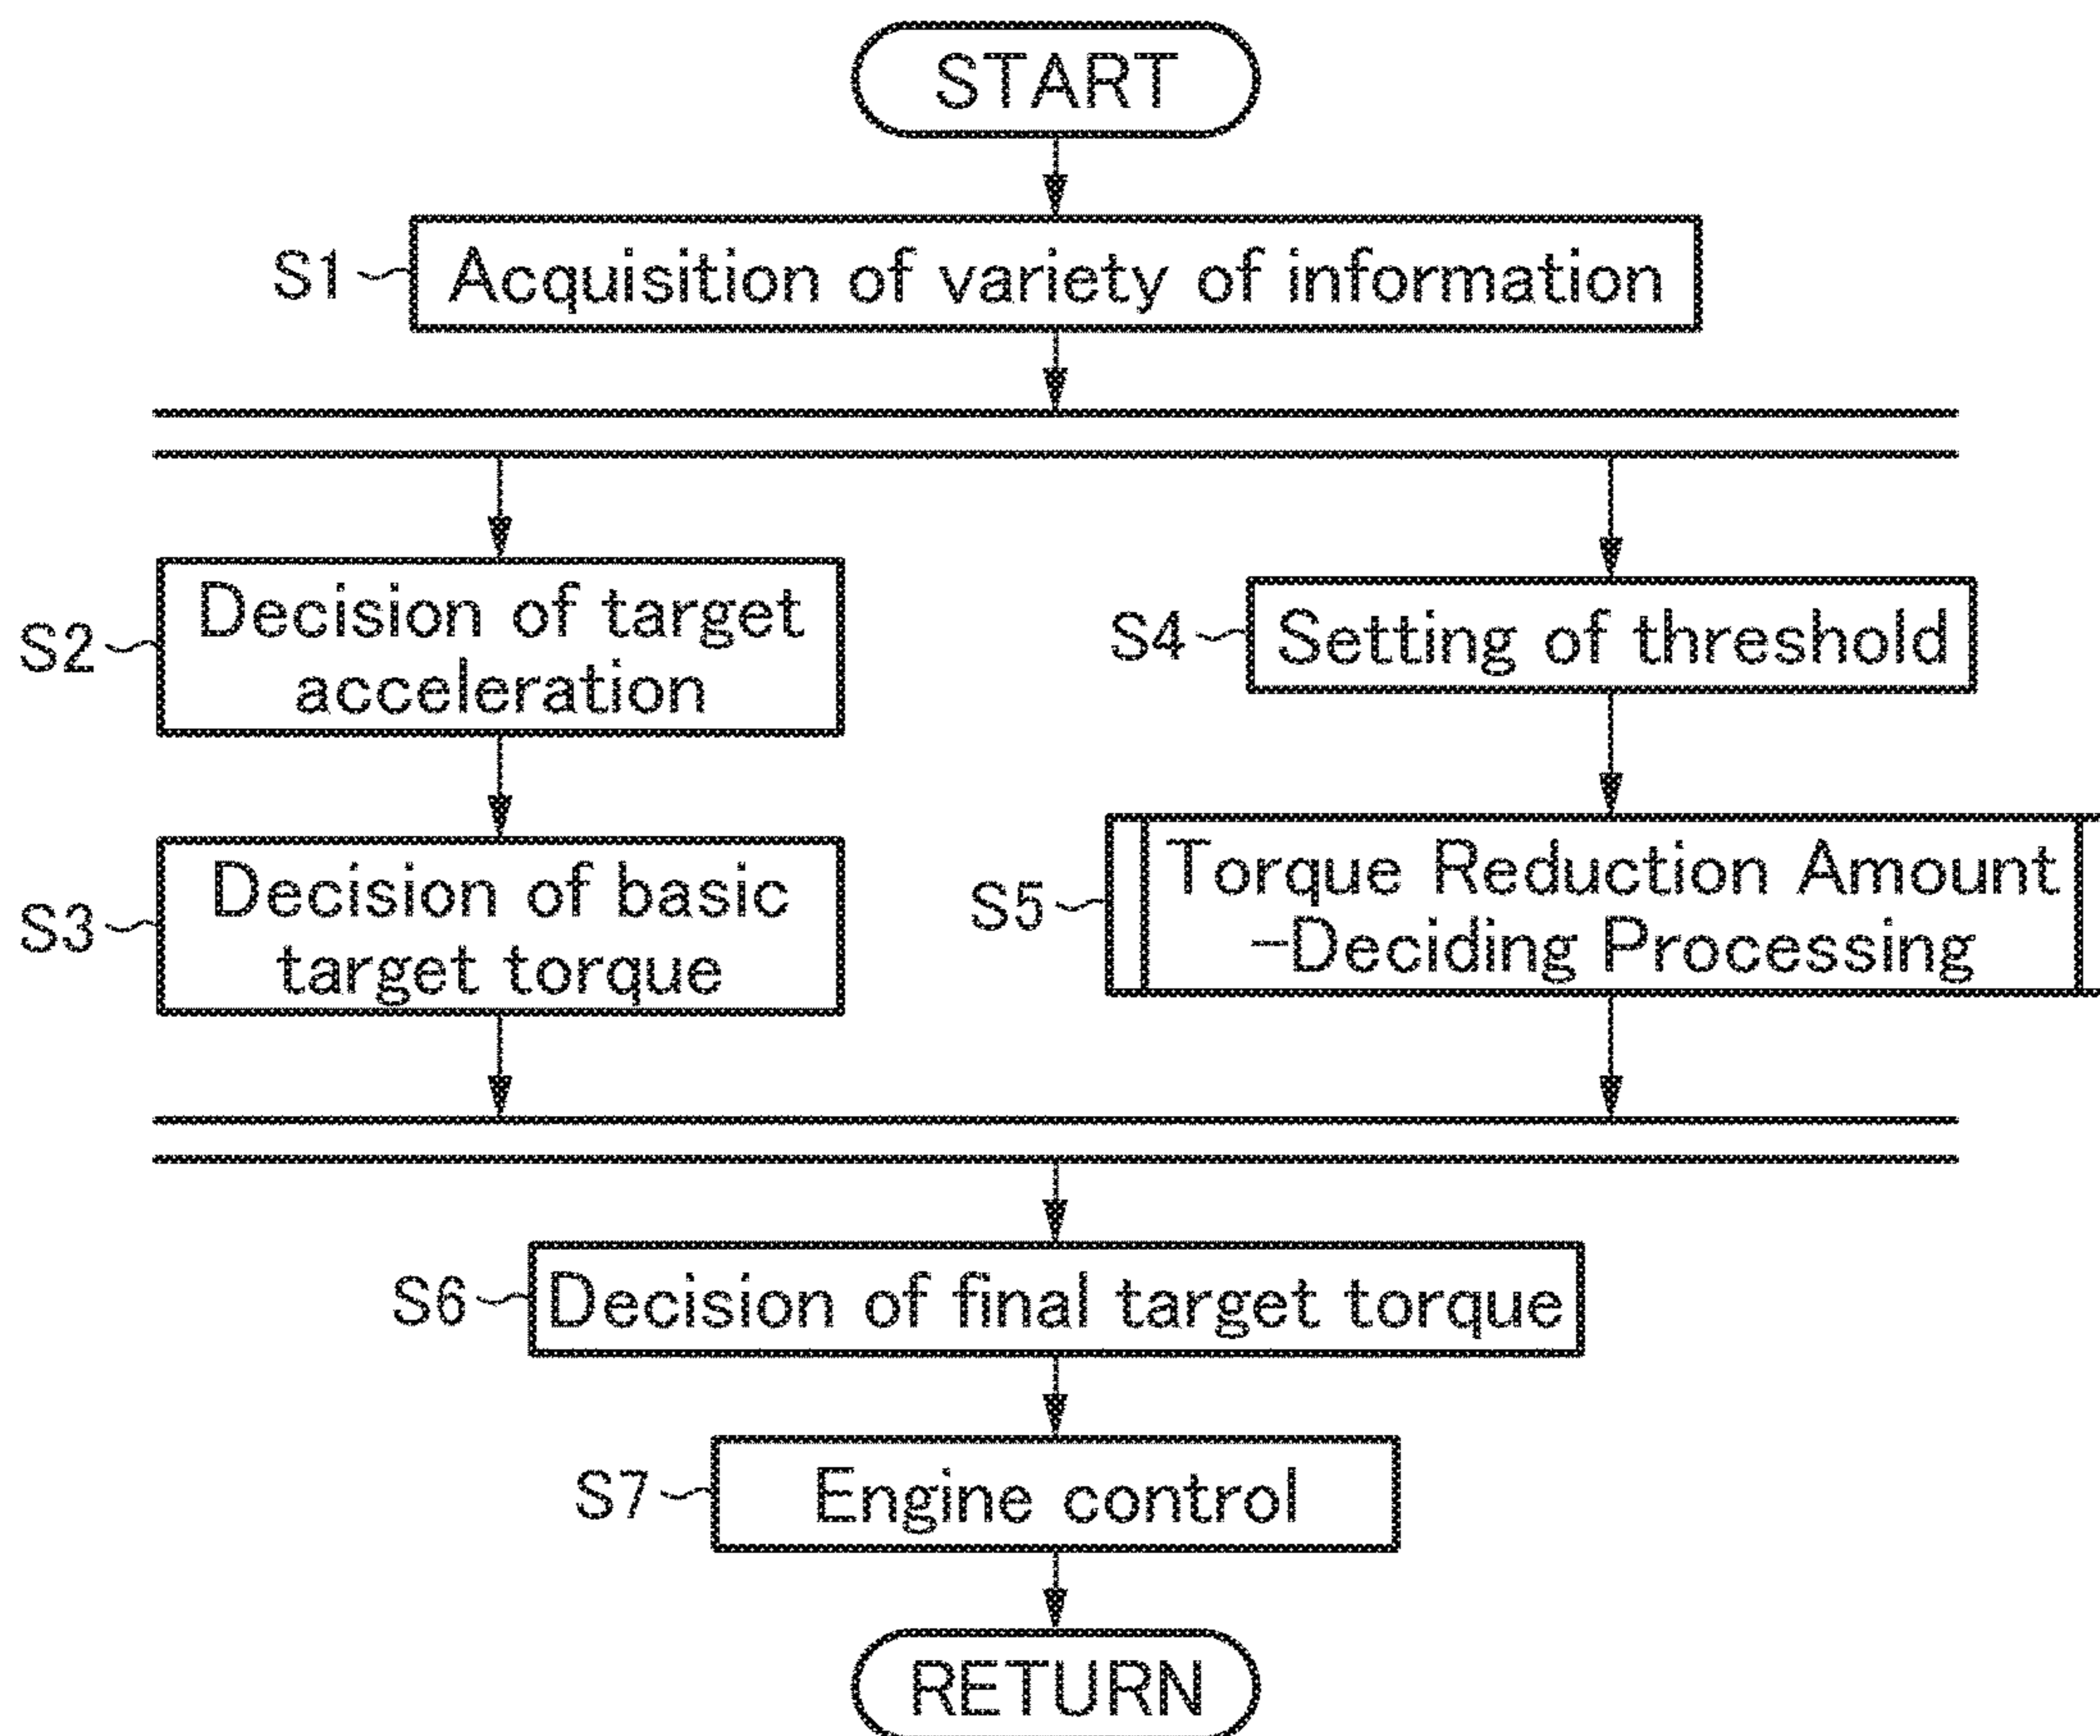 START
S1
Acquisition of variety of information
S2
Decision of target
acceleration
S3
Decision of basic
target torque
S4
Setting of threshold
S5
Torque Reduction Amount
-Deciding Processing
S6
Decision of final target torque
S7
Engine control
RETURN